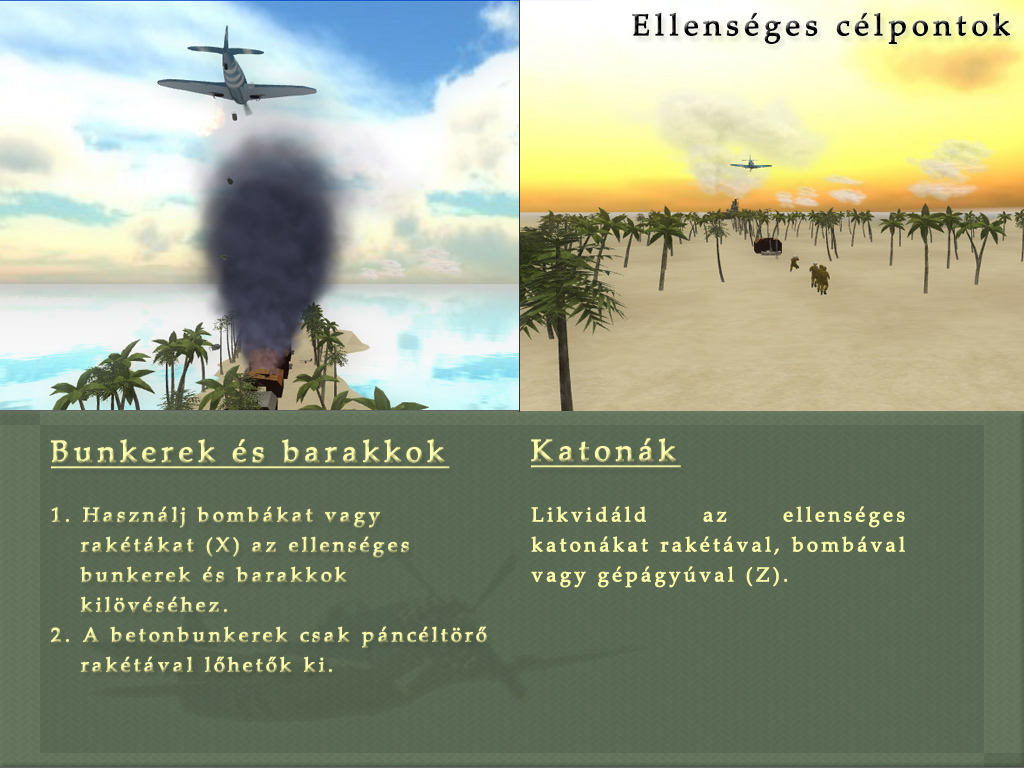 Ellenséges célpontok
Bunkerek és barakkok
1. Használj bombákat vagy
rakétákat (X) az ellenséges
bunkerek és barakkok
kilövéséhez.
2. A betonbunkerek csak páncéltörő
rakétával lőhetők ki.
Katonák
Likvidáld az ellenséges
katonákat rakétával, bombával
vagy gépágyúval (Z).